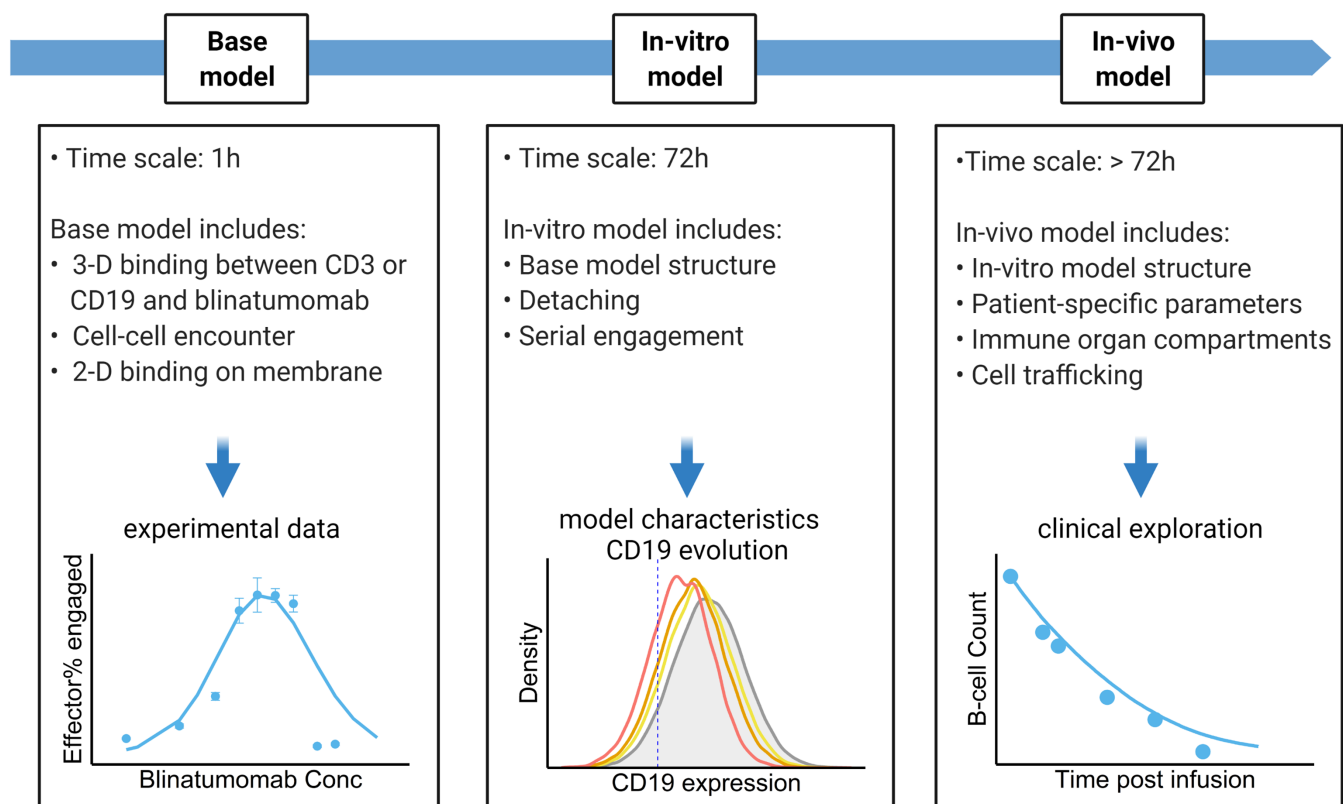 Base
model
In-vitro
model
In-vivo
model
• Time scale: 1h
Base model includes:
• 3-D binding between CD3 or
CD19 and blinatumomab
• Cell-cell encounter
• 2-D binding on membrane
experimental data
Effector% engaged
Blinatumomab Conc
• Time scale: 72h
In-vitro model includes:
• Base model structure
• Detaching
• Serial engagement
model characteristics
CD19 evolution
Density
CD19 expression
•Time scale: > 72h
In-vivo model includes:
• In-vitro model structure
• Patient-specific parameters
• Immune organ compartments
• Cell trafficking
clinical exploration
B-cell Count
Time post infusion